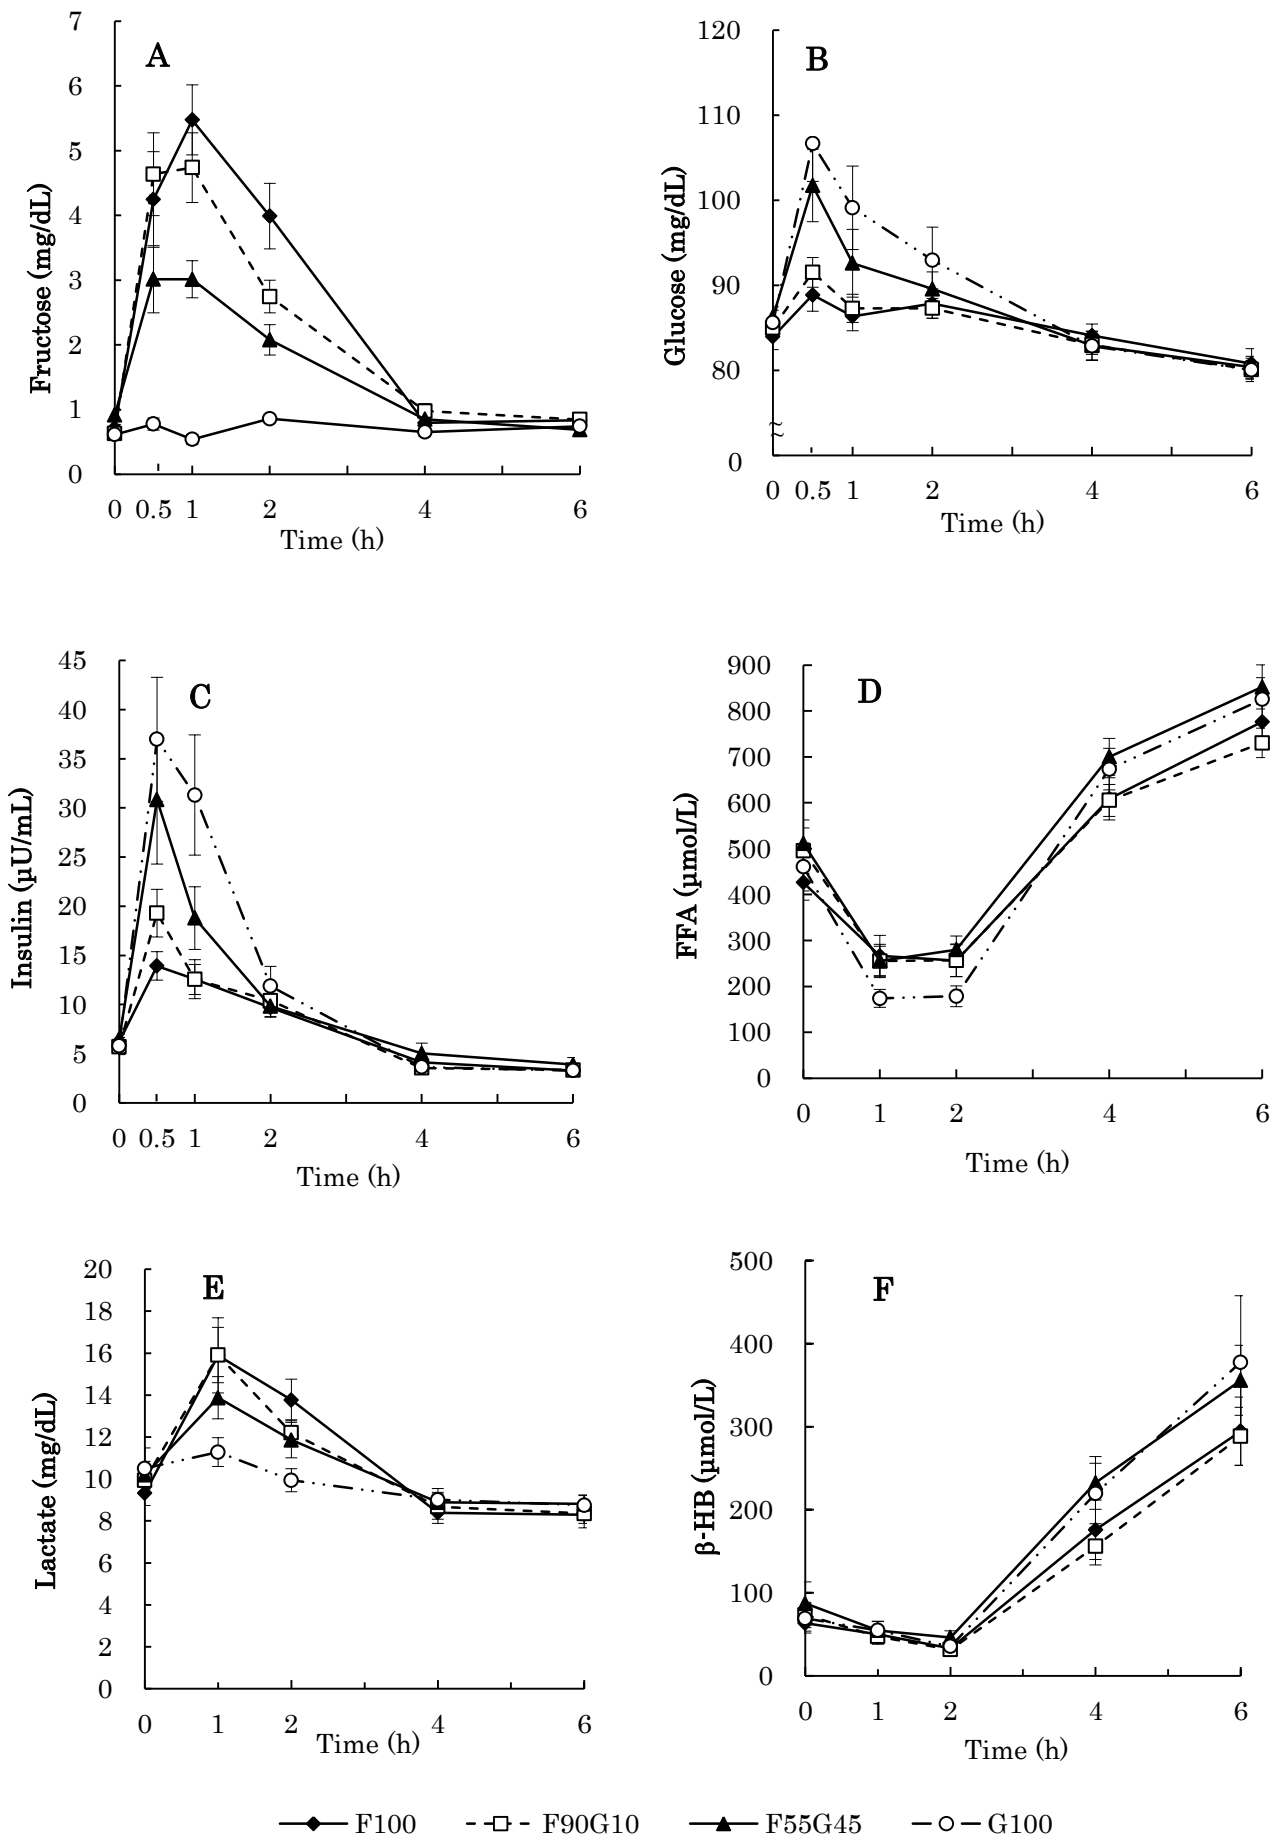 A
Fructose (mg/dL)
7
6
5
4
3
2
1
0
0 0.5 1 2 4 6
Time (h)
B
Glucose (mg/dL)
120
110
100
90
80
0
0 0.5 1 2 4 6
Time (h)
C
Insulin (μU/mL)
45
40
35
30
25
20
15
10
5
0
0 0.5 1 2 4 6
Time (h)
D
FFA (μmol/L)
900
800
700
600
500
400
300
200
100
0
0 1 2 4 6
Time (h)
E
Lactate (mg/dL)
20
18
16
14
12
10
8
6
4
2
0
0 1 2 4 6
Time (h)
F
β-HB (μmol/L)
500
400
300
200
100
0
0 1 2 4 6
Time (h)
F100 F90G10 F55G45 G100